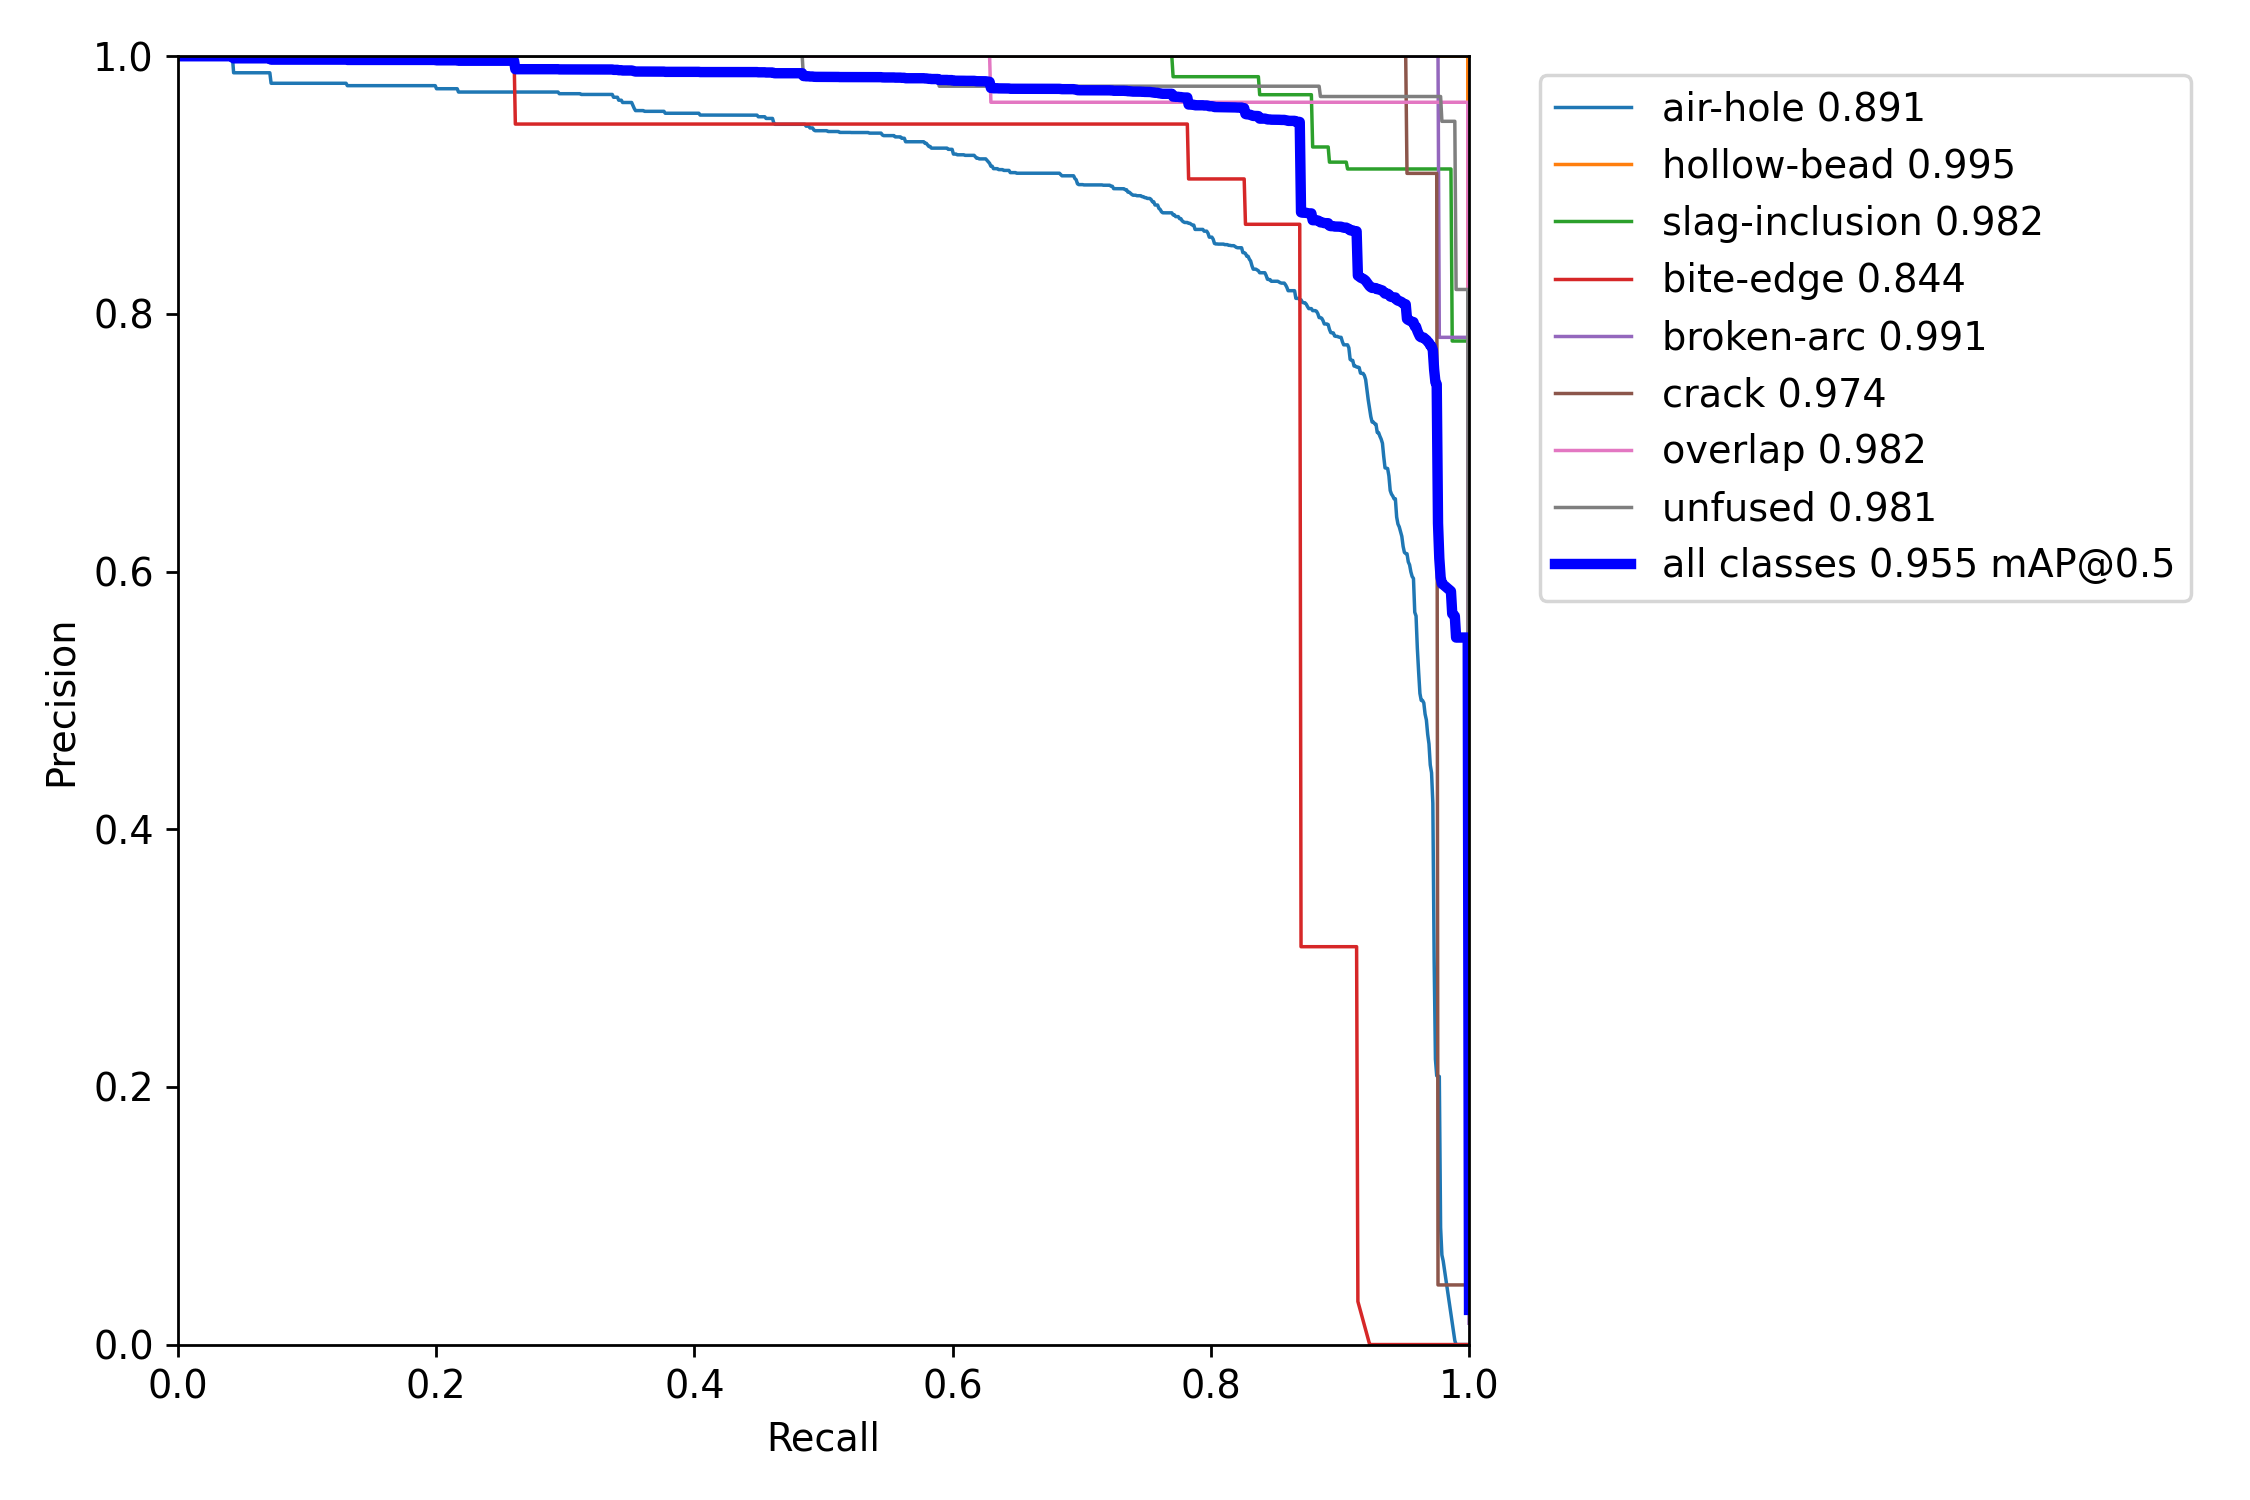 1.0
0.8
0.6
0.4
0.2
0.0
Precision
0.0 0.2 0.4 0.6 0.8 1.0
Recall
air-hole 0.891
hollow-bead 0.995
slag-inclusion 0.982
bite-edge 0.844
broken-arc 0.991
crack 0.974
overlap 0.982
unfused 0.981
all classes 0.955 mAP@0.5